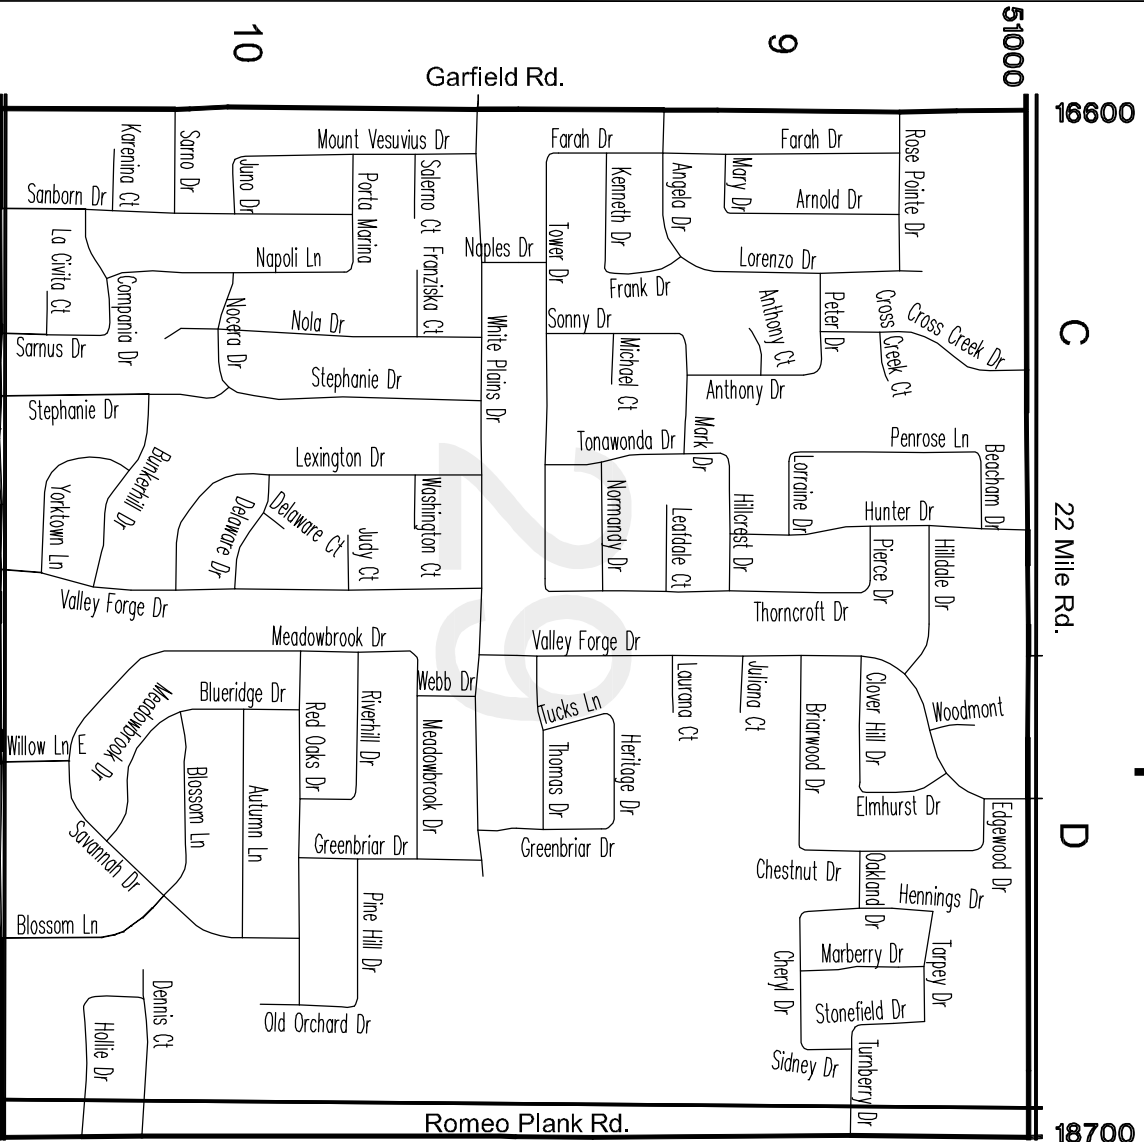 10
9
51000
Garfield Rd.
16600
Karenina Ct
Sarno Dr
Mount Vesuvius Dr
Farah Dr
Farah Dr
Rose Pointe Dr
Sanborn Dr
Juno Dr
Porta Marina
Salerno Ct
Kenneth Dr
Angela Dr
Mary Dr
Arnold Dr
La Civita Ct
Napoli Ln
Franziska Ct
Naples Dr
Tower Dr
Frank Dr
Lorenzo Dr
Compania Dr
Nocera Dr
Nola Dr
White Plains Dr
Sonny Dr
Anthony Ct
Peter Dr
Cross Creek Ct
Cross Creek Dr
C
Sarnus Dr
Stephanie Dr
Michael Ct
Anthony Dr
Stephanie Dr
Bunkerhill Dr
Lexington Dr
Tonawonda Dr
Mark Dr
Penrose Ln
Beacham Dr
29
Yorktown Ln
Delaware Dr
Delaware Ct
Judy Ct
Washington Ct
Normandy Dr
Leafdale Ct
Hillcrest Dr
Lorraine Dr
Hunter Dr
22 Mile Rd.
Pierce Dr
Hilldale Dr
Valley Forge Dr
Thorncroft Dr
Meadowbrook Dr
Valley Forge Dr
Meadowbrook Dr
Blueridge Dr
Red Oaks Dr
Riverhill Dr
Webb Dr
Meadowbrook Dr
Tucks Ln
Laurana Ct
Juliana Ct
Briarwood Dr
Clover Hill Dr
Woodmont
Willow Ln E
Blossom Ln
Autumn Ln
Thomas Dr
Heritage Dr
Elmhurst Dr
Edgewood Dr
D
Savannah Dr
Greenbriar Dr
Greenbriar Dr
Chestnut Dr
Oakland Dr
Hennings Dr
Blossom Ln
Pine Hill Dr
Cheryl Dr
Marberry Dr
Tarpey Dr
Dennis Ct
Hollie Dr
Old Orchard Dr
Stonefield Dr
Sidney Dr
Turnberry Dr
Romeo Plank Rd.
18700